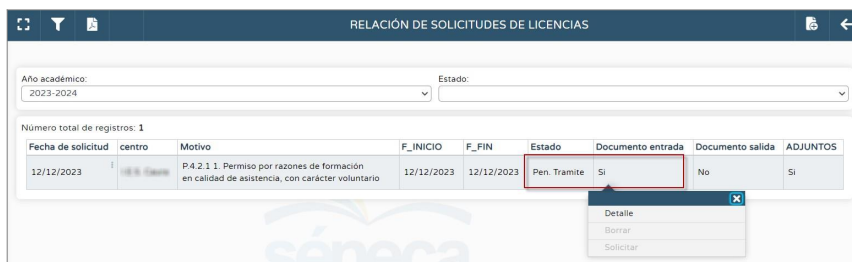 RELACIÓN DE SOLICITUDES DE LICENCIAS
Año académico:
Estado:
2023-2024
Número total de registros: 1
Fecha de solicitud centro Motivo F_INICIO F_FIN Estado Documento entrada Documento salida ADJUNTOS
12/12/2023 P.4.2.1 1. Permiso por razones de formación en calidad de asistencia, con carácter voluntario 12/12/2023 12/12/2023 Pen. Tramite Si No Si
Detalle
Borrar
Solicitar
séneca